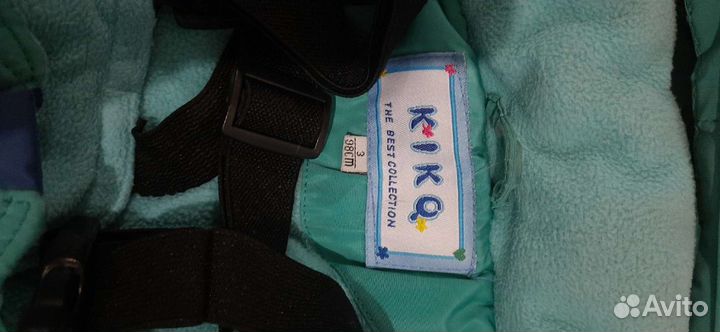 KIKO
THE BEST COLLECTION
3
98cm
Avito